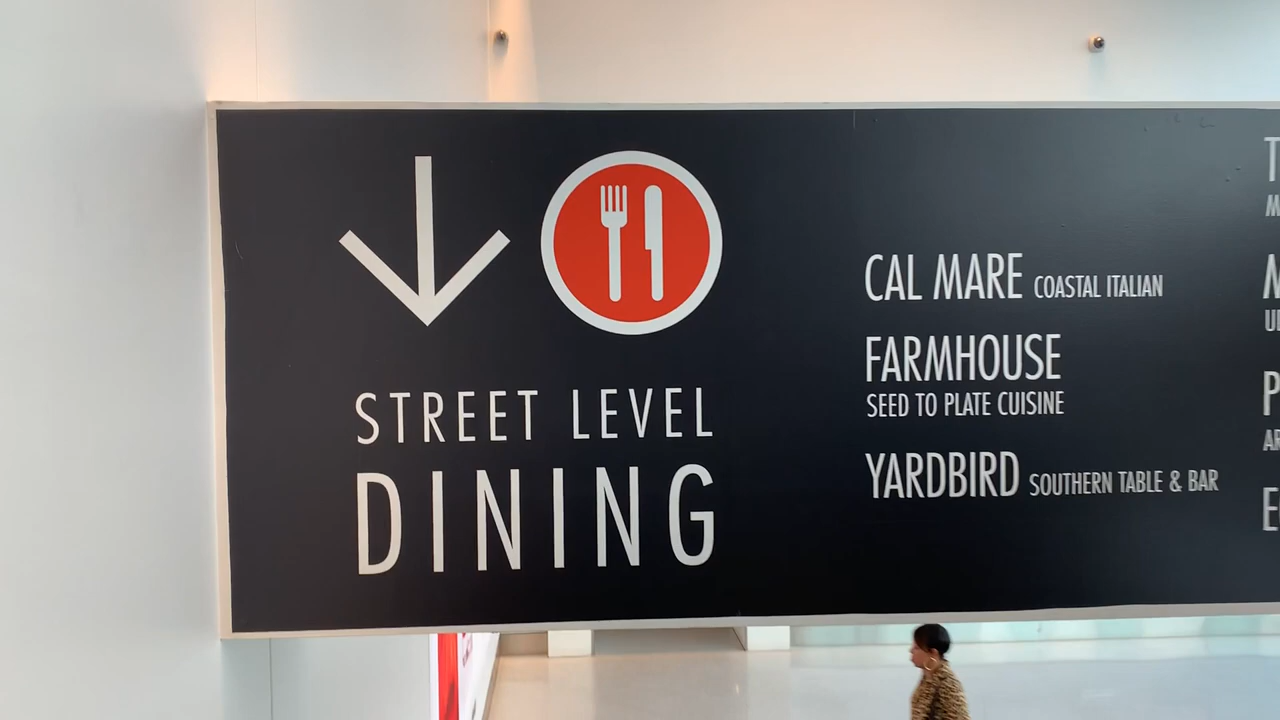 STREET LEVEL
DINING
CAL MARE COASTAL ITALIAN
FARMHOUSE
SEED TO PLATE CUISINE
YARDBIRD SOUTHERN TABLE & BAR